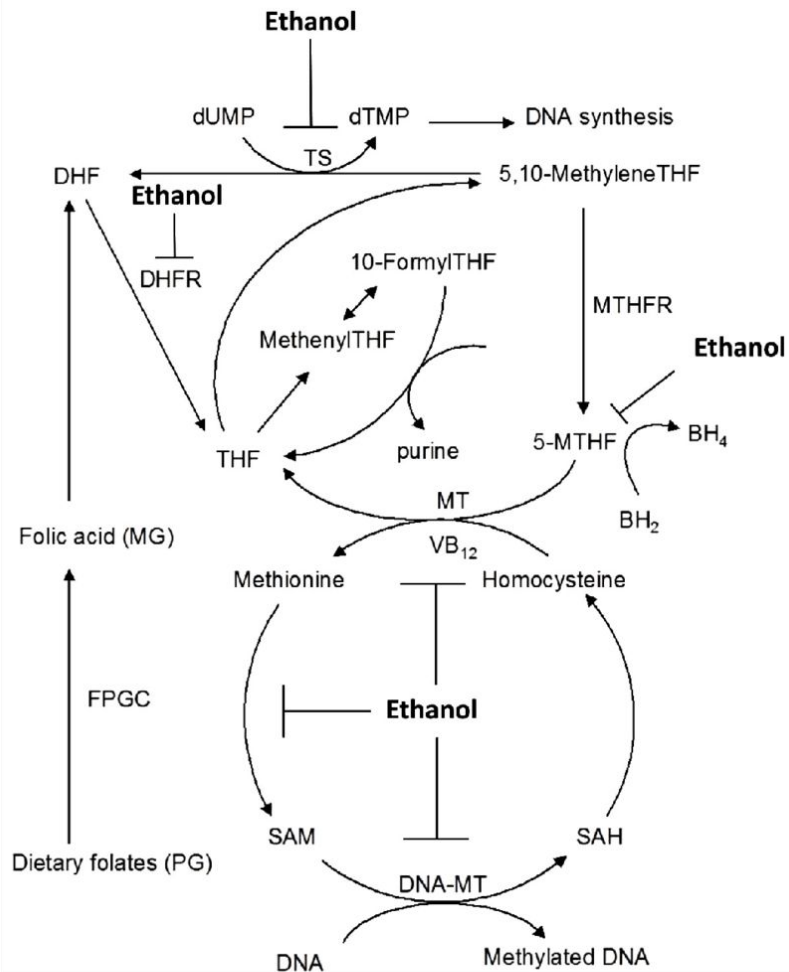 Ethanol
dUMP
dTMP
DNA synthesis
TS
DHF
5,10-MethyleneTHF
Ethanol
DHFR
10-FormylTHF
MTHFR
MethenylTHF
Ethanol
THF
purine
5-MTHF
BH4
MT
BH2
Folic acid (MG)
VB12
Methionine
Homocysteine
FPGC
Ethanol
SAM
SAH
Dietary folates (PG)
DNA-MT
DNA
Methylated DNA